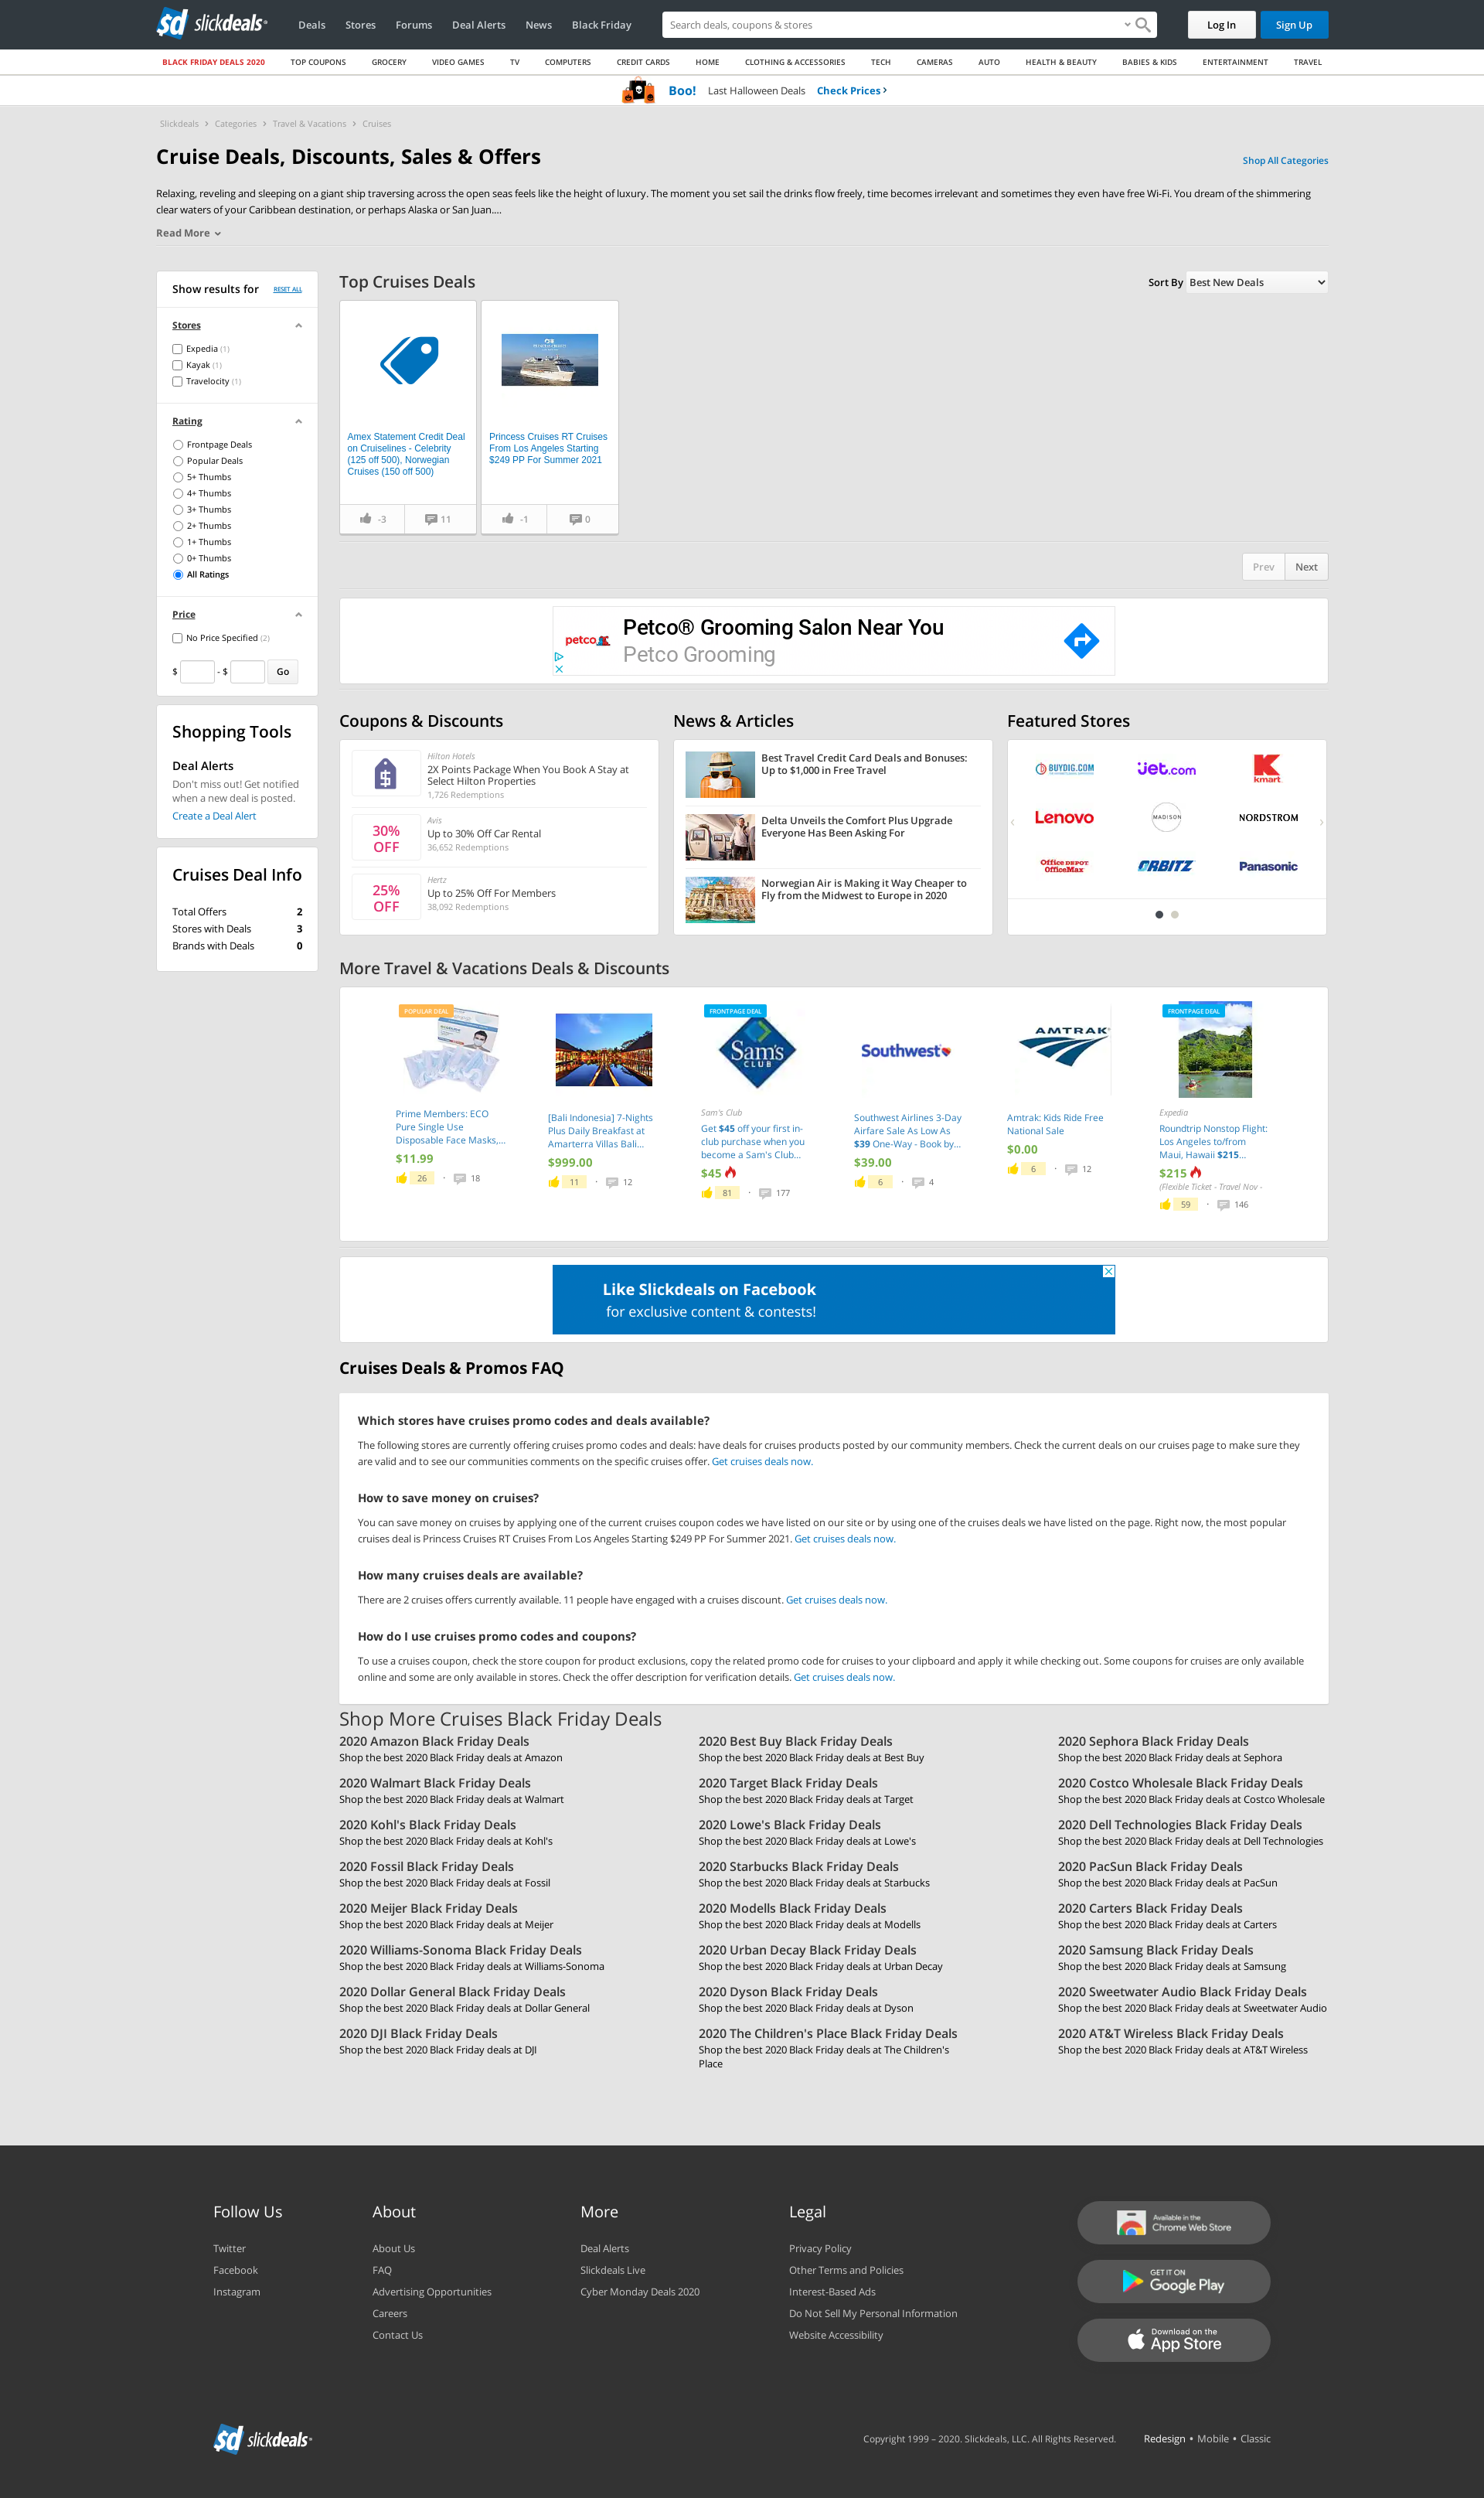 slickdeals
Deals
Stores
Forums
Deal Alerts
News
Black Friday
Search deals, coupons & stores
Log In
Sign Up
BLACK FRIDAY DEALS 2020
TOP COUPONS
GROCERY
VIDEO GAMES
TV
COMPUTERS
CREDIT CARDS
HOME
CLOTHING & ACCESSORIES
TECH
CAMERAS
AUTO
HEALTH & BEAUTY
BABIES & KIDS
ENTERTAINMENT
TRAVEL
Boo! Last Halloween Deals Check Prices ›
Slickdeals › Categories › Travel & Vacations › Cruises
Cruise Deals, Discounts, Sales & Offers
Shop All Categories
Relaxing, reveling and sleeping on a giant ship traversing across the open seas feels like the height of luxury. The moment you set sail the drinks flow freely, time becomes irrelevant and sometimes they even have free Wi-Fi. You dream of the shimmering
clear waters of your Caribbean destination, or perhaps Alaska or San Juan....
Read More
Show results for
RESET ALL
Stores
Expedia (1)
Kayak (1)
Travelocity (1)
Rating
Frontpage Deals
Popular Deals
5+ Thumbs
4+ Thumbs
3+ Thumbs
2+ Thumbs
1+ Thumbs
0+ Thumbs
All Ratings
Price
No Price Specified (2)
$ - $ Go
Shopping Tools
Deal Alerts
Don't miss out! Get notified
when a new deal is posted.
Create a Deal Alert
Cruises Deal Info
Total Offers 2
Stores with Deals 3
Brands with Deals 0
Top Cruises Deals
Sort By Best New Deals
Amex Statement Credit Deal
on Cruiselines - Celebrity
(125 off 500), Norwegian
Cruises (150 off 500)
-3
11
Princess Cruises RT Cruises
From Los Angeles Starting
$249 PP For Summer 2021
-1
0
Prev
Next
petco
Petco® Grooming Salon Near You
Petco Grooming
Coupons & Discounts
Hilton Hotels
2X Points Package When You Book A Stay at
Select Hilton Properties
1,726 Redemptions
30%
OFF
Avis
Up to 30% Off Car Rental
36,652 Redemptions
25%
OFF
Hertz
Up to 25% Off For Members
38,092 Redemptions
News & Articles
Best Travel Credit Card Deals and Bonuses:
Up to $1,000 in Free Travel
Delta Unveils the Comfort Plus Upgrade
Everyone Has Been Asking For
Norwegian Air is Making it Way Cheaper to
Fly from the Midwest to Europe in 2020
Featured Stores
BUYDIG.COM
jet.com
kmart
Lenovo
MADISON
NORDSTROM
Office DEPOT
OfficeMax
ORBITZ
Panasonic
More Travel & Vacations Deals & Discounts
POPULAR DEAL
Prime Members: ECO
Pure Single Use
Disposable Face Masks,...
$11.99
26 · 18
[Bali Indonesia] 7-Nights
Plus Daily Breakfast at
Amarterra Villas Bali...
$999.00
11 · 12
FRONTPAGE DEAL
Sam's
CLUB
Sam's Club
Get $45 off your first in-
club purchase when you
become a Sam's Club...
$45
81 · 177
Southwest
Southwest Airlines 3-Day
Airfare Sale As Low As
$39 One-Way - Book by...
$39.00
6 · 4
AMTRAK
Amtrak: Kids Ride Free
National Sale
$0.00
6 · 12
FRONTPAGE DEAL
Expedia
Roundtrip Nonstop Flight:
Los Angeles to/from
Maui, Hawaii $215...
$215
(Flexible Ticket - Travel Nov -
59 · 146
Like Slickdeals on Facebook
for exclusive content & contests!
Cruises Deals & Promos FAQ
Which stores have cruises promo codes and deals available?
The following stores are currently offering cruises promo codes and deals: have deals for cruises products posted by our community members. Check the current deals on our cruises page to make sure they
are valid and to see our communities comments on the specific cruises offer. Get cruises deals now.
How to save money on cruises?
You can save money on cruises by applying one of the current cruises coupon codes we have listed on our site or by using one of the cruises deals we have listed on the page. Right now, the most popular
cruises deal is Princess Cruises RT Cruises From Los Angeles Starting $249 PP For Summer 2021. Get cruises deals now.
How many cruises deals are available?
There are 2 cruises offers currently available. 11 people have engaged with a cruises discount. Get cruises deals now.
How do I use cruises promo codes and coupons?
To use a cruises coupon, check the store coupon for product exclusions, copy the related promo code for cruises to your clipboard and apply it while checking out. Some coupons for cruises are only available
online and some are only available in stores. Check the offer description for verification details. Get cruises deals now.
Shop More Cruises Black Friday Deals
2020 Amazon Black Friday Deals
Shop the best 2020 Black Friday deals at Amazon
2020 Best Buy Black Friday Deals
Shop the best 2020 Black Friday deals at Best Buy
2020 Sephora Black Friday Deals
Shop the best 2020 Black Friday deals at Sephora
2020 Walmart Black Friday Deals
Shop the best 2020 Black Friday deals at Walmart
2020 Target Black Friday Deals
Shop the best 2020 Black Friday deals at Target
2020 Costco Wholesale Black Friday Deals
Shop the best 2020 Black Friday deals at Costco Wholesale
2020 Kohl's Black Friday Deals
Shop the best 2020 Black Friday deals at Kohl's
2020 Lowe's Black Friday Deals
Shop the best 2020 Black Friday deals at Lowe's
2020 Dell Technologies Black Friday Deals
Shop the best 2020 Black Friday deals at Dell Technologies
2020 Fossil Black Friday Deals
Shop the best 2020 Black Friday deals at Fossil
2020 Starbucks Black Friday Deals
Shop the best 2020 Black Friday deals at Starbucks
2020 PacSun Black Friday Deals
Shop the best 2020 Black Friday deals at PacSun
2020 Meijer Black Friday Deals
Shop the best 2020 Black Friday deals at Meijer
2020 Modells Black Friday Deals
Shop the best 2020 Black Friday deals at Modells
2020 Carters Black Friday Deals
Shop the best 2020 Black Friday deals at Carters
2020 Williams-Sonoma Black Friday Deals
Shop the best 2020 Black Friday deals at Williams-Sonoma
2020 Urban Decay Black Friday Deals
Shop the best 2020 Black Friday deals at Urban Decay
2020 Samsung Black Friday Deals
Shop the best 2020 Black Friday deals at Samsung
2020 Dollar General Black Friday Deals
Shop the best 2020 Black Friday deals at Dollar General
2020 Dyson Black Friday Deals
Shop the best 2020 Black Friday deals at Dyson
2020 Sweetwater Audio Black Friday Deals
Shop the best 2020 Black Friday deals at Sweetwater Audio
2020 DJI Black Friday Deals
Shop the best 2020 Black Friday deals at DJI
2020 The Children's Place Black Friday Deals
Shop the best 2020 Black Friday deals at The Children's
Place
2020 AT&T Wireless Black Friday Deals
Shop the best 2020 Black Friday deals at AT&T Wireless
Follow Us
Twitter
Facebook
Instagram
About
About Us
FAQ
Advertising Opportunities
Careers
Contact Us
More
Deal Alerts
Slickdeals Live
Cyber Monday Deals 2020
Legal
Privacy Policy
Other Terms and Policies
Interest-Based Ads
Do Not Sell My Personal Information
Website Accessibility
Available in the
Chrome Web Store
GET IT ON
Google Play
Download on the
App Store
slickdeals
Copyright 1999 – 2020. Slickdeals, LLC. All Rights Reserved.
Redesign • Mobile • Classic